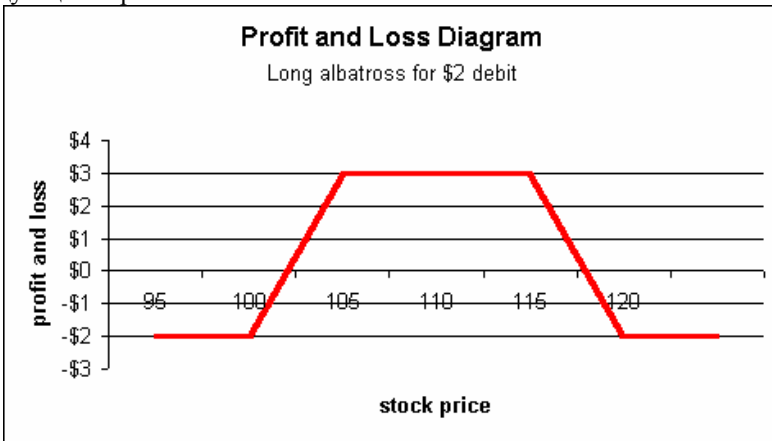 Profit and Loss Diagram
Long albatross for $2 debit
$4
$3
$2
$1
$0
-$1
-$2
-$3
profit and loss
95 100 105 110 115 120
stock price